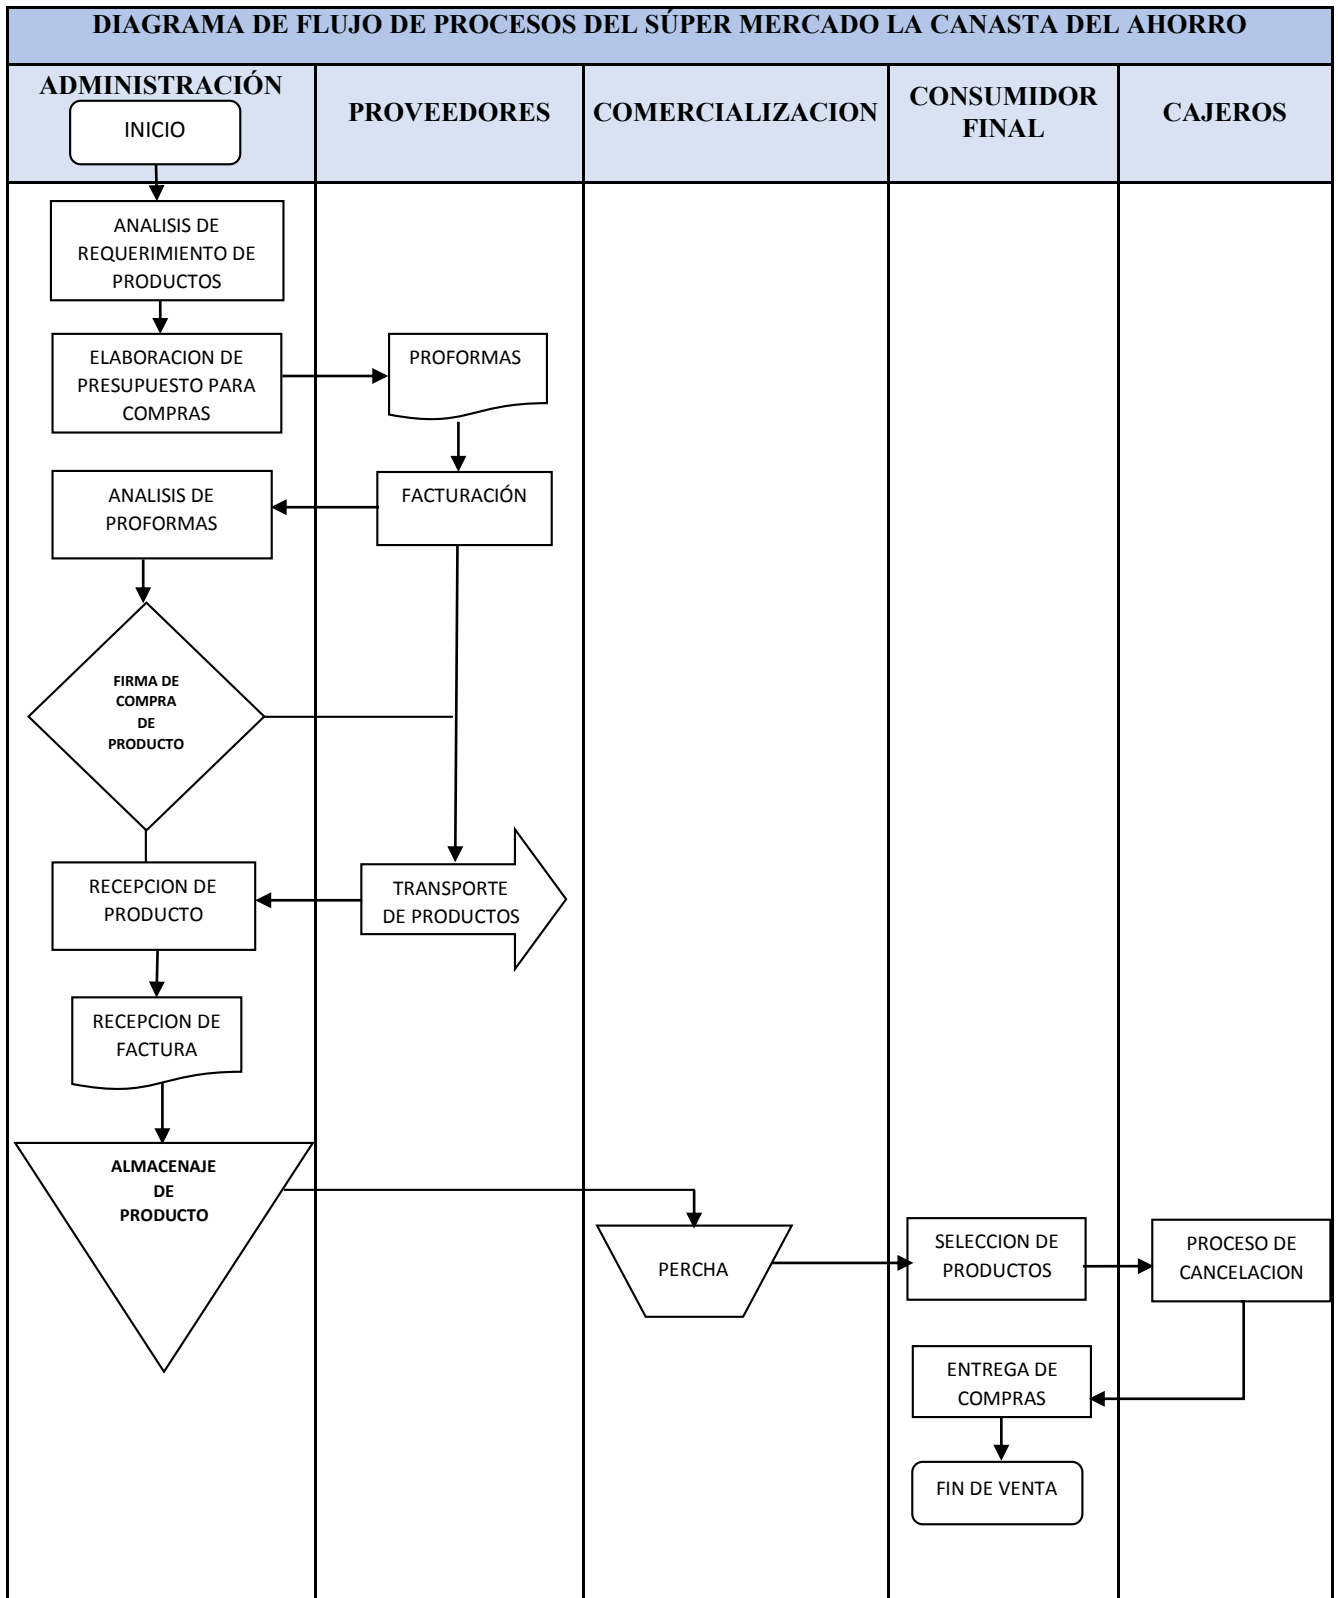 DIAGRAMA DE FLUJO DE PROCESOS DEL SÚPER MERCADO LA CANASTA DEL AHORRO
ADMINISTRACIÓN
INICIO
PROVEEDORES
COMERCIALIZACION
CONSUMIDOR
FINAL
CAJEROS
ANALISIS DE
REQUERIMIENTO DE
PRODUCTOS
ELABORACION DE
PRESUPUESTO PARA
COMPRAS
PROFORMAS
ANALISIS DE
PROFORMAS
FACTURACIÓN
FIRMA DE
COMPRA
DE
PRODUCTO
RECEPCION DE
PRODUCTO
TRANSPORTE
DE PRODUCTOS
RECEPCION DE
FACTURA
ALMACENAJE
DE
PRODUCTO
PERCHA
SELECCION DE
PRODUCTOS
PROCESO DE
CANCELACION
ENTREGA DE
COMPRAS
FIN DE VENTA